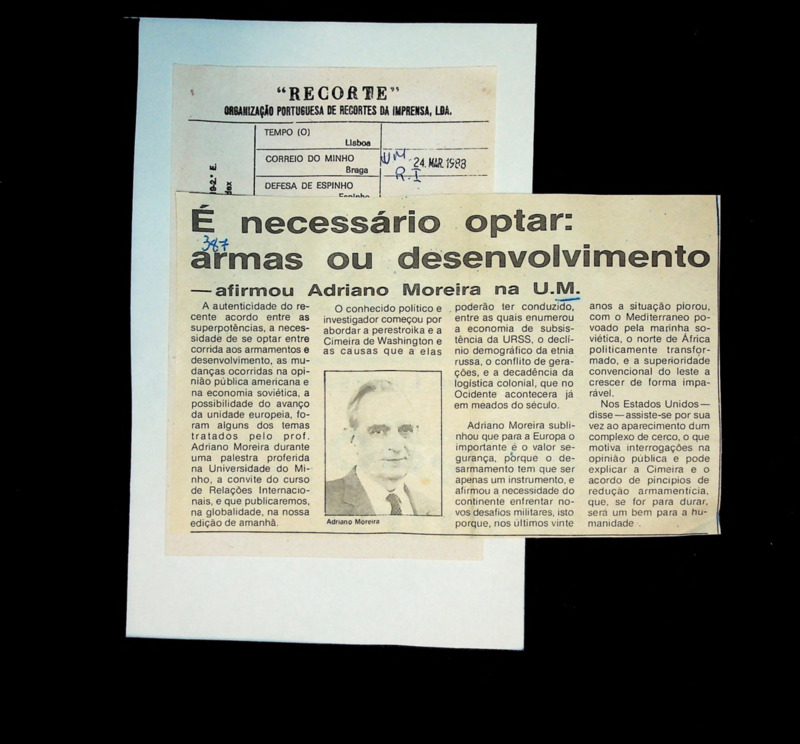 "RECORTE"
ORGANIZAÇÃO PORTUGUESA DE RECORTES DA IMPRENSA, LDA.
TEMPO (O)
Lisboa
CORREIO DO MINHO
Braga
DEFESA DE ESPINHO
Espinho
UM
24. MAR. 1988
R.I
É necessário optar:
387
armas ou desenvolvimento
—afirmou Adriano Moreira na U.M.
A autenticidade do re-
cente acordo entre as
superpotências, a neces-
sidade de se optar entre
corrida aos armamentos e
desenvolvimento, as mu-
danças ocorridas na opi-
nião pública americana e
na economia soviética, a
possibilidade do avanço
da unidade europeia, fo-
ram alguns dos temas
tratados pelo prof.
Adriano Moreira durante
uma palestra proferida
na Universidade do Mi-
nho, a convite do curso
de Relações Internacio-
nais, e que publicaremos,
na globalidade, na nossa
edição de amanhã.
O conhecido político e
investigador começou por
abordar a perestroika e a
Cimeira de Washington e
as causas que a elas
Adriano Moreira
poderão ter conduzido,
entre as quais enumerou
a economia de subsis-
tência da URSS, o declí-
nio demográfico da etnia
russa, o conflito de gera-
ções, e a decadência da
logística colonial, que no
Ocidente acontecera já
em meados do século.
Adriano Moreira subli-
nhou que para a Europa o
importante é o valor se-
gurança, porque o de-
sarmamento tem que ser
apenas um instrumento, e
afirmou a necessidade do
continente enfrentar no-
vos desafios militares, isto
porque, nos últimos vinte
anos a situação piorou,
com o Mediterraneo po-
voado pela marinha so-
viética, o norte de África
politicamente transfor-
mado, e a superioridade
convencional do leste a
crescer de forma impa-
rável.
Nos Estados Unidos—
disse—assiste-se por sua
vez ao aparecimento dum
complexo de cerco, o que
motiva interrogações na
opinião pública e pode
explicar a Cimeira e o
acordo de pincipios de
redução armamenticia,
que, se for para durar,
será um bem para a hu-
manidade .